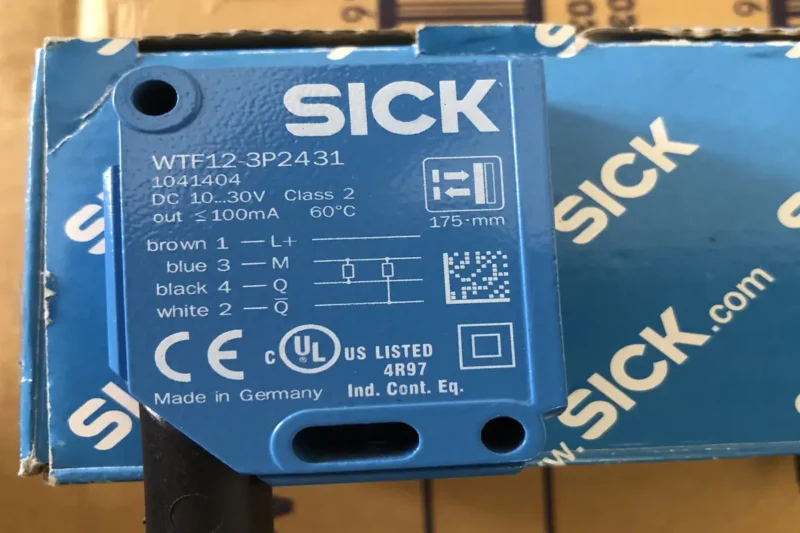 SICK
WTF12-3P2431
1041404
DC 10...30V Class 2
out ≤100mA 60°C
175-mm
brown 1 — L+
blue 3 — M
black 4 — Q
white 2 — Q̅
CE
C UL US LISTED
4R97
Ind. Cont. Eq.
Made in Germany
SICK
SICK
SICK
www.SICK.com